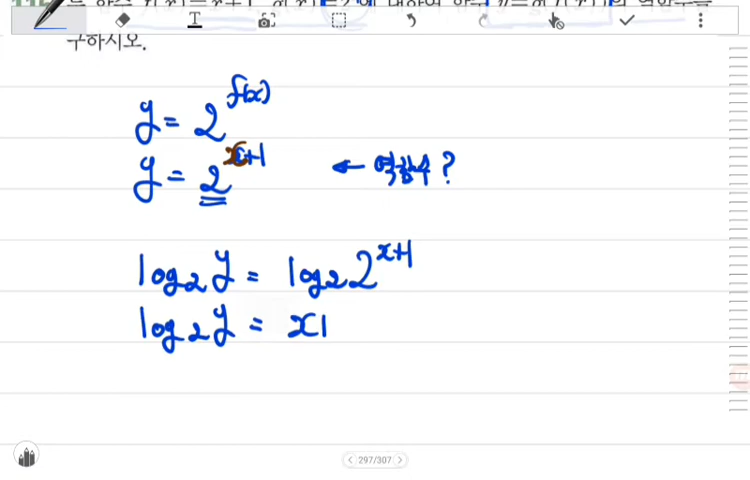 구하시오.
y = 2^f(x)
y = 2^x+1 ← 역함수?
log₂y = log₂2^x+1
log₂y = x1
297/307